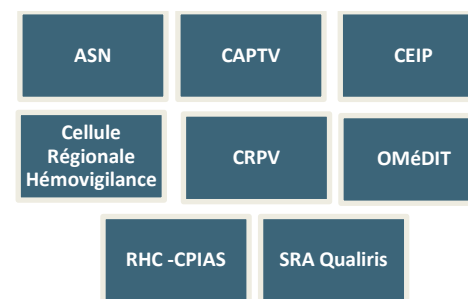 ASN
CAPTV
CEIP
Cellule
Régionale
Hémovigilance
CRPV
OMéDIT
RHC -CPIAS
SRA Qualiris